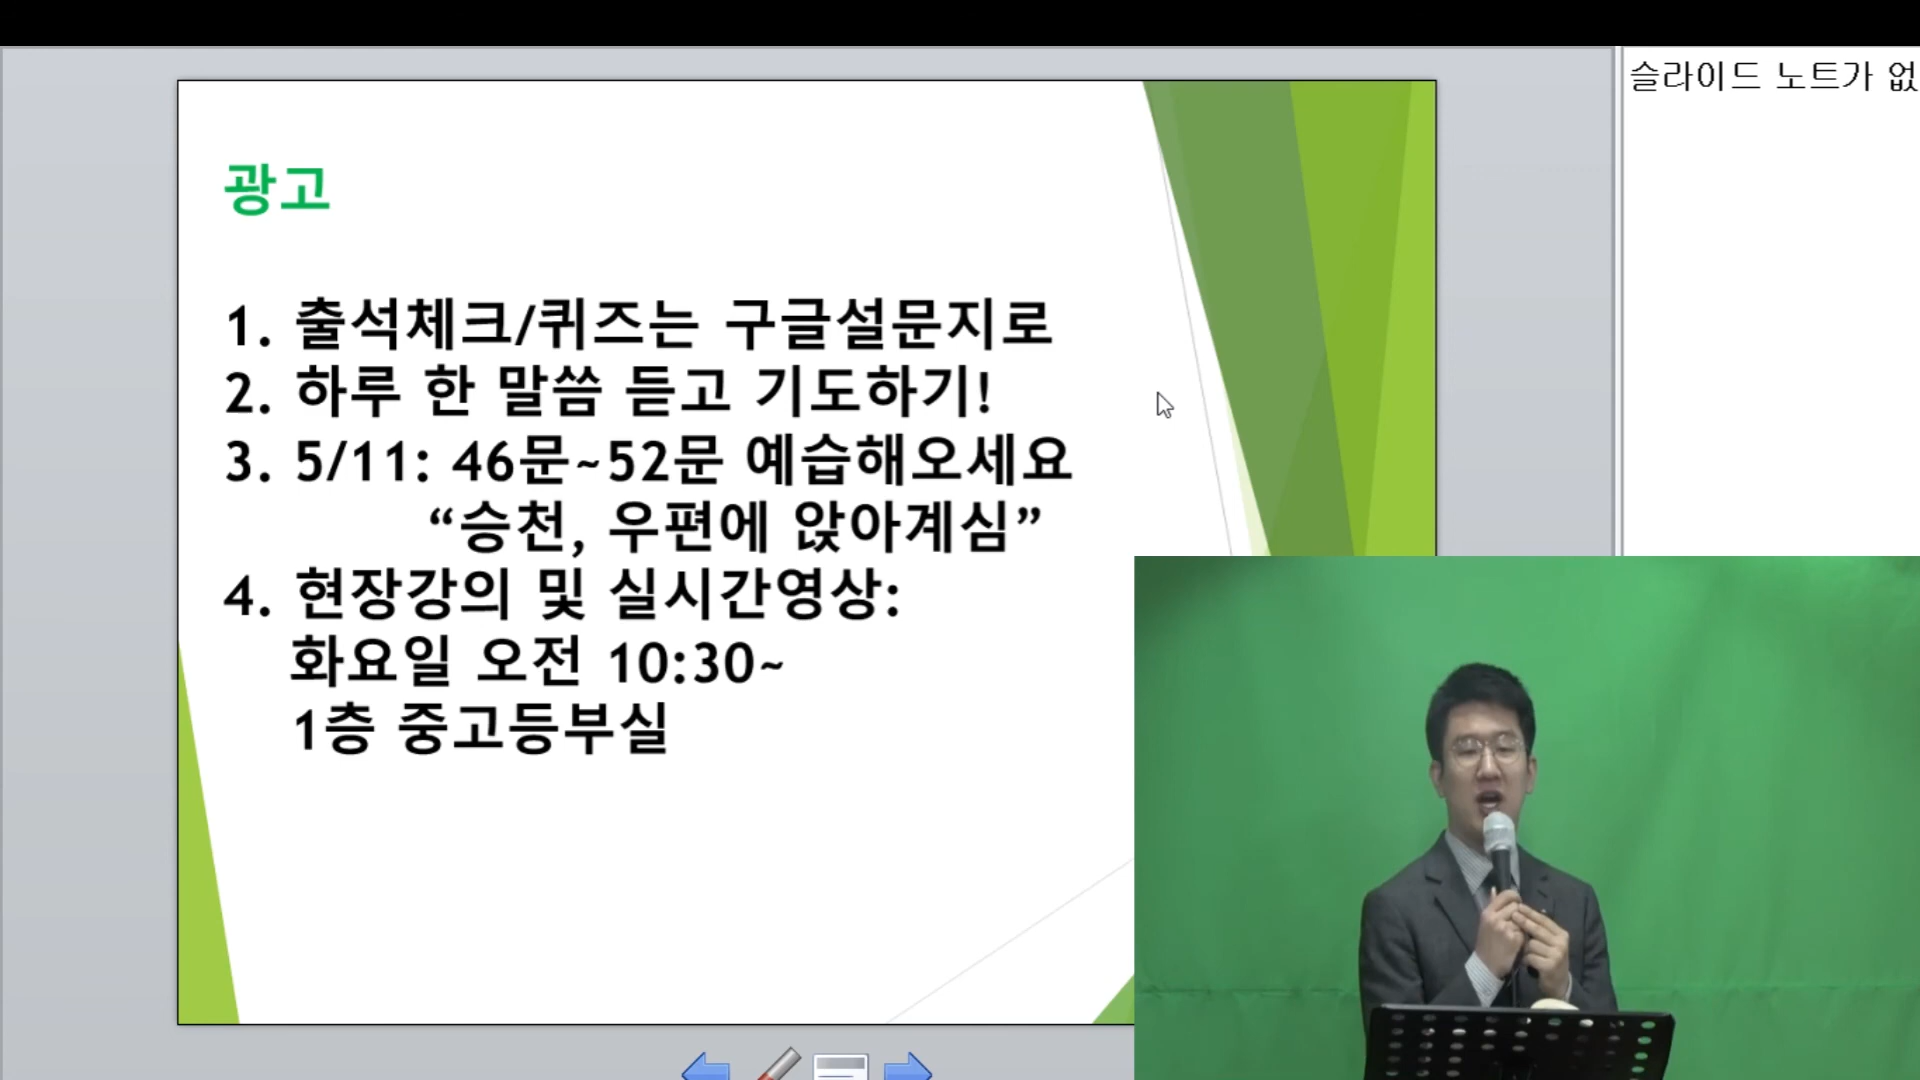 광고
1. 출석체크/퀴즈는 구글설문지로
2. 하루 한 말씀 듣고 기도하기!
3. 5/11: 46문~52문 예습해오세요
“승천, 우편에 앉아계심”
4. 현장강의 및 실시간영상:
화요일 오전 10:30~
1층 중고등부실
슬라이드 노트가 없